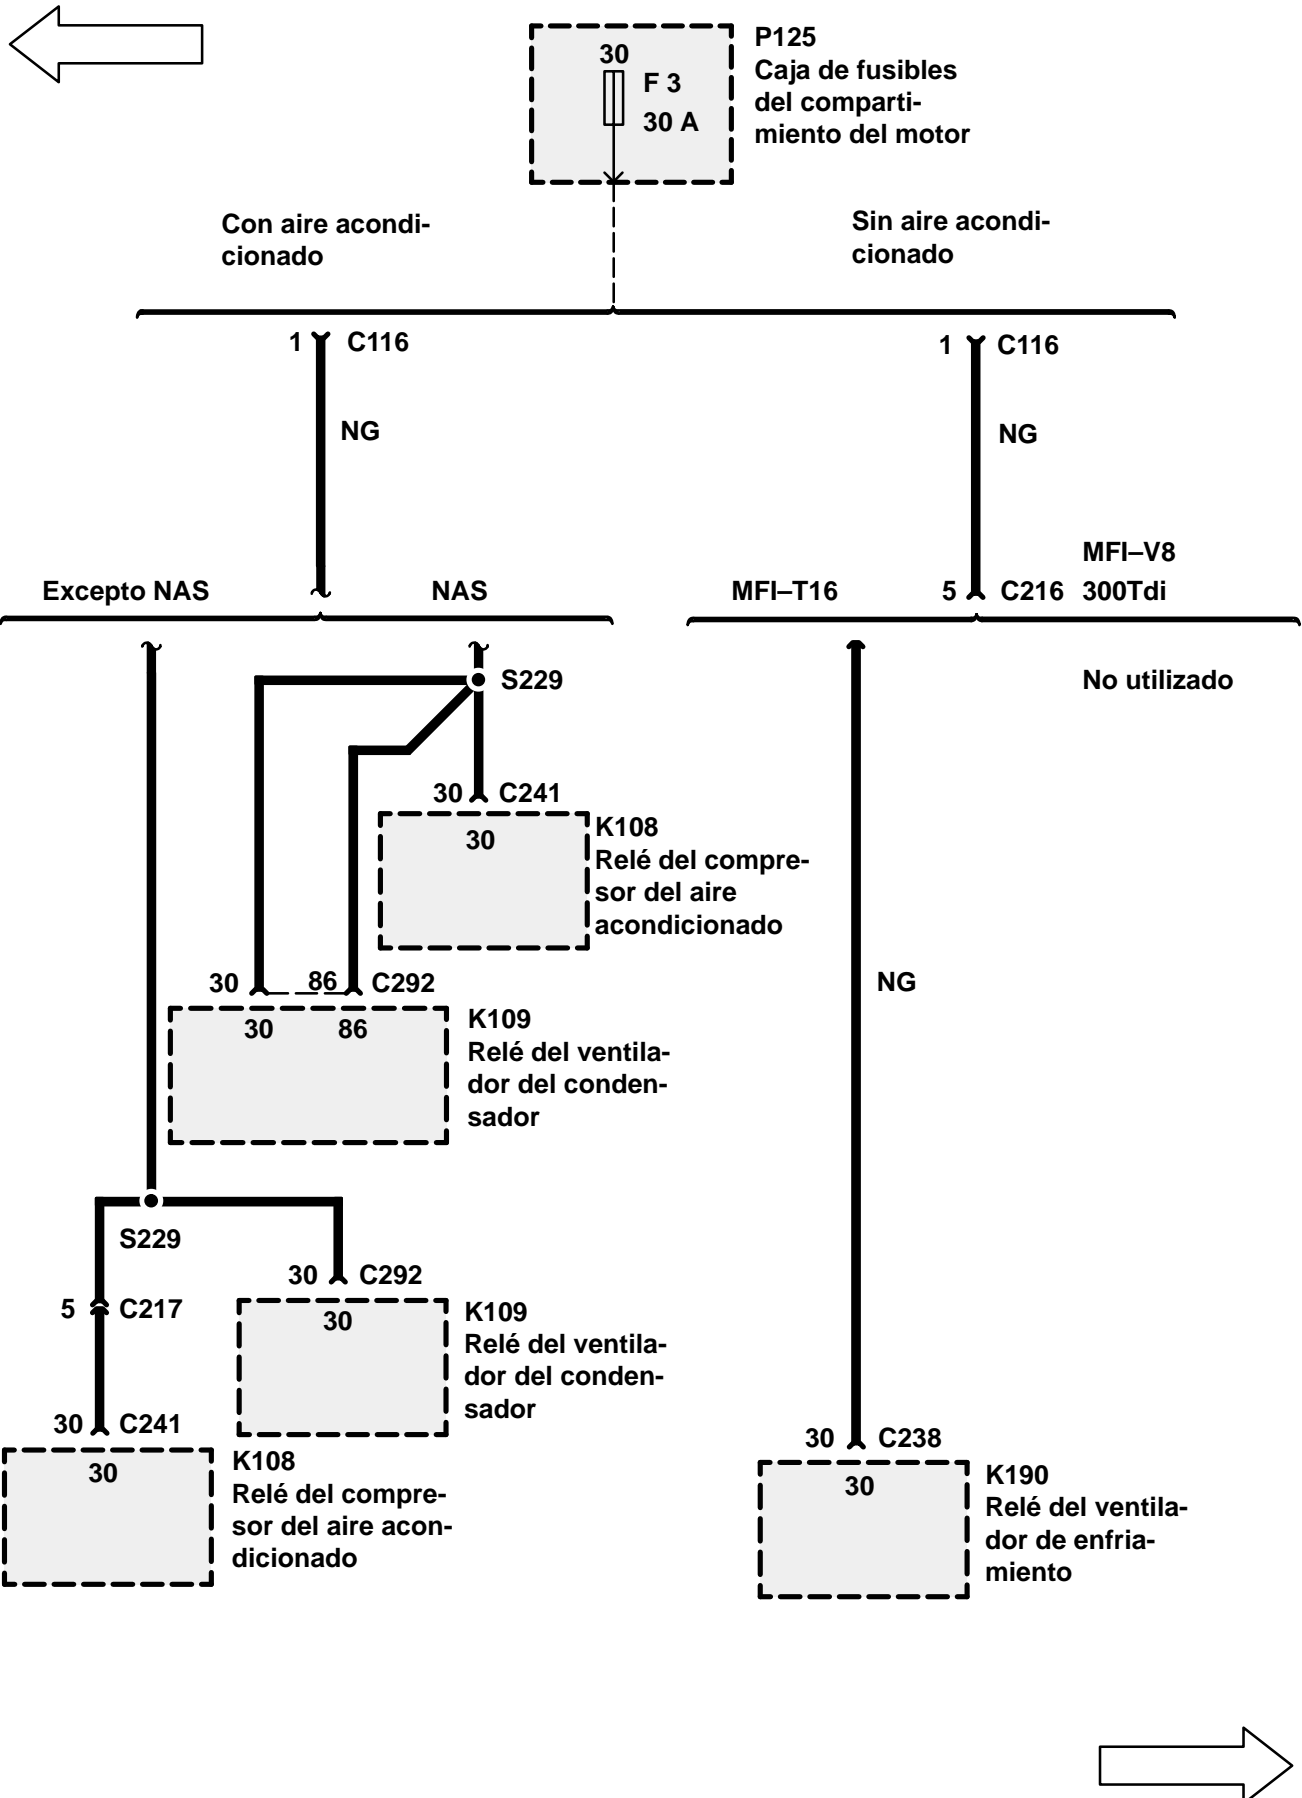 30
F 3
30 A
P125
Caja de fusibles
del comparti-
miento del motor
Con aire acondi-
cionado
Sin aire acondi-
cionado
1 C116
NG
1 C116
NG
Excepto NAS
NAS
MFI–T16
5 C216
MFI–V8
300Tdi
S229
No utilizado
30 C241
30
K108
Relé del compre-
sor del aire
acondicionado
NG
30 86 C292
30 86
K109
Relé del ventila-
dor del conden-
sador
S229
5 C217
30 C292
30
K109
Relé del ventila-
dor del conden-
sador
30 C241
30
K108
Relé del compre-
sor del aire acon-
dicionado
30 C238
30
K190
Relé del ventila-
dor de enfria-
miento